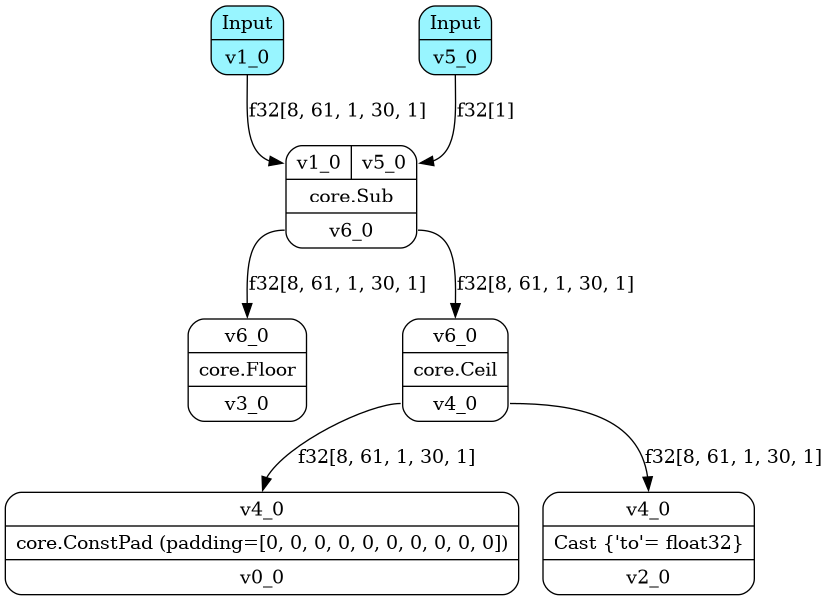 Input
v1_0
Input
v5_0
f32[8, 61, 1, 30, 1]
f32[1]
v1_0
v5_0
core.Sub
v6_0
f32[8, 61, 1, 30, 1]
f32[8, 61, 1, 30, 1]
v6_0
core.Floor
v3_0
v6_0
core.Ceil
v4_0
f32[8, 61, 1, 30, 1]
f32[8, 61, 1, 30, 1]
v4_0
core.ConstPad (padding=[0, 0, 0, 0, 0, 0, 0, 0, 0, 0])
v0_0
v4_0
Cast {'to'= float32}
v2_0